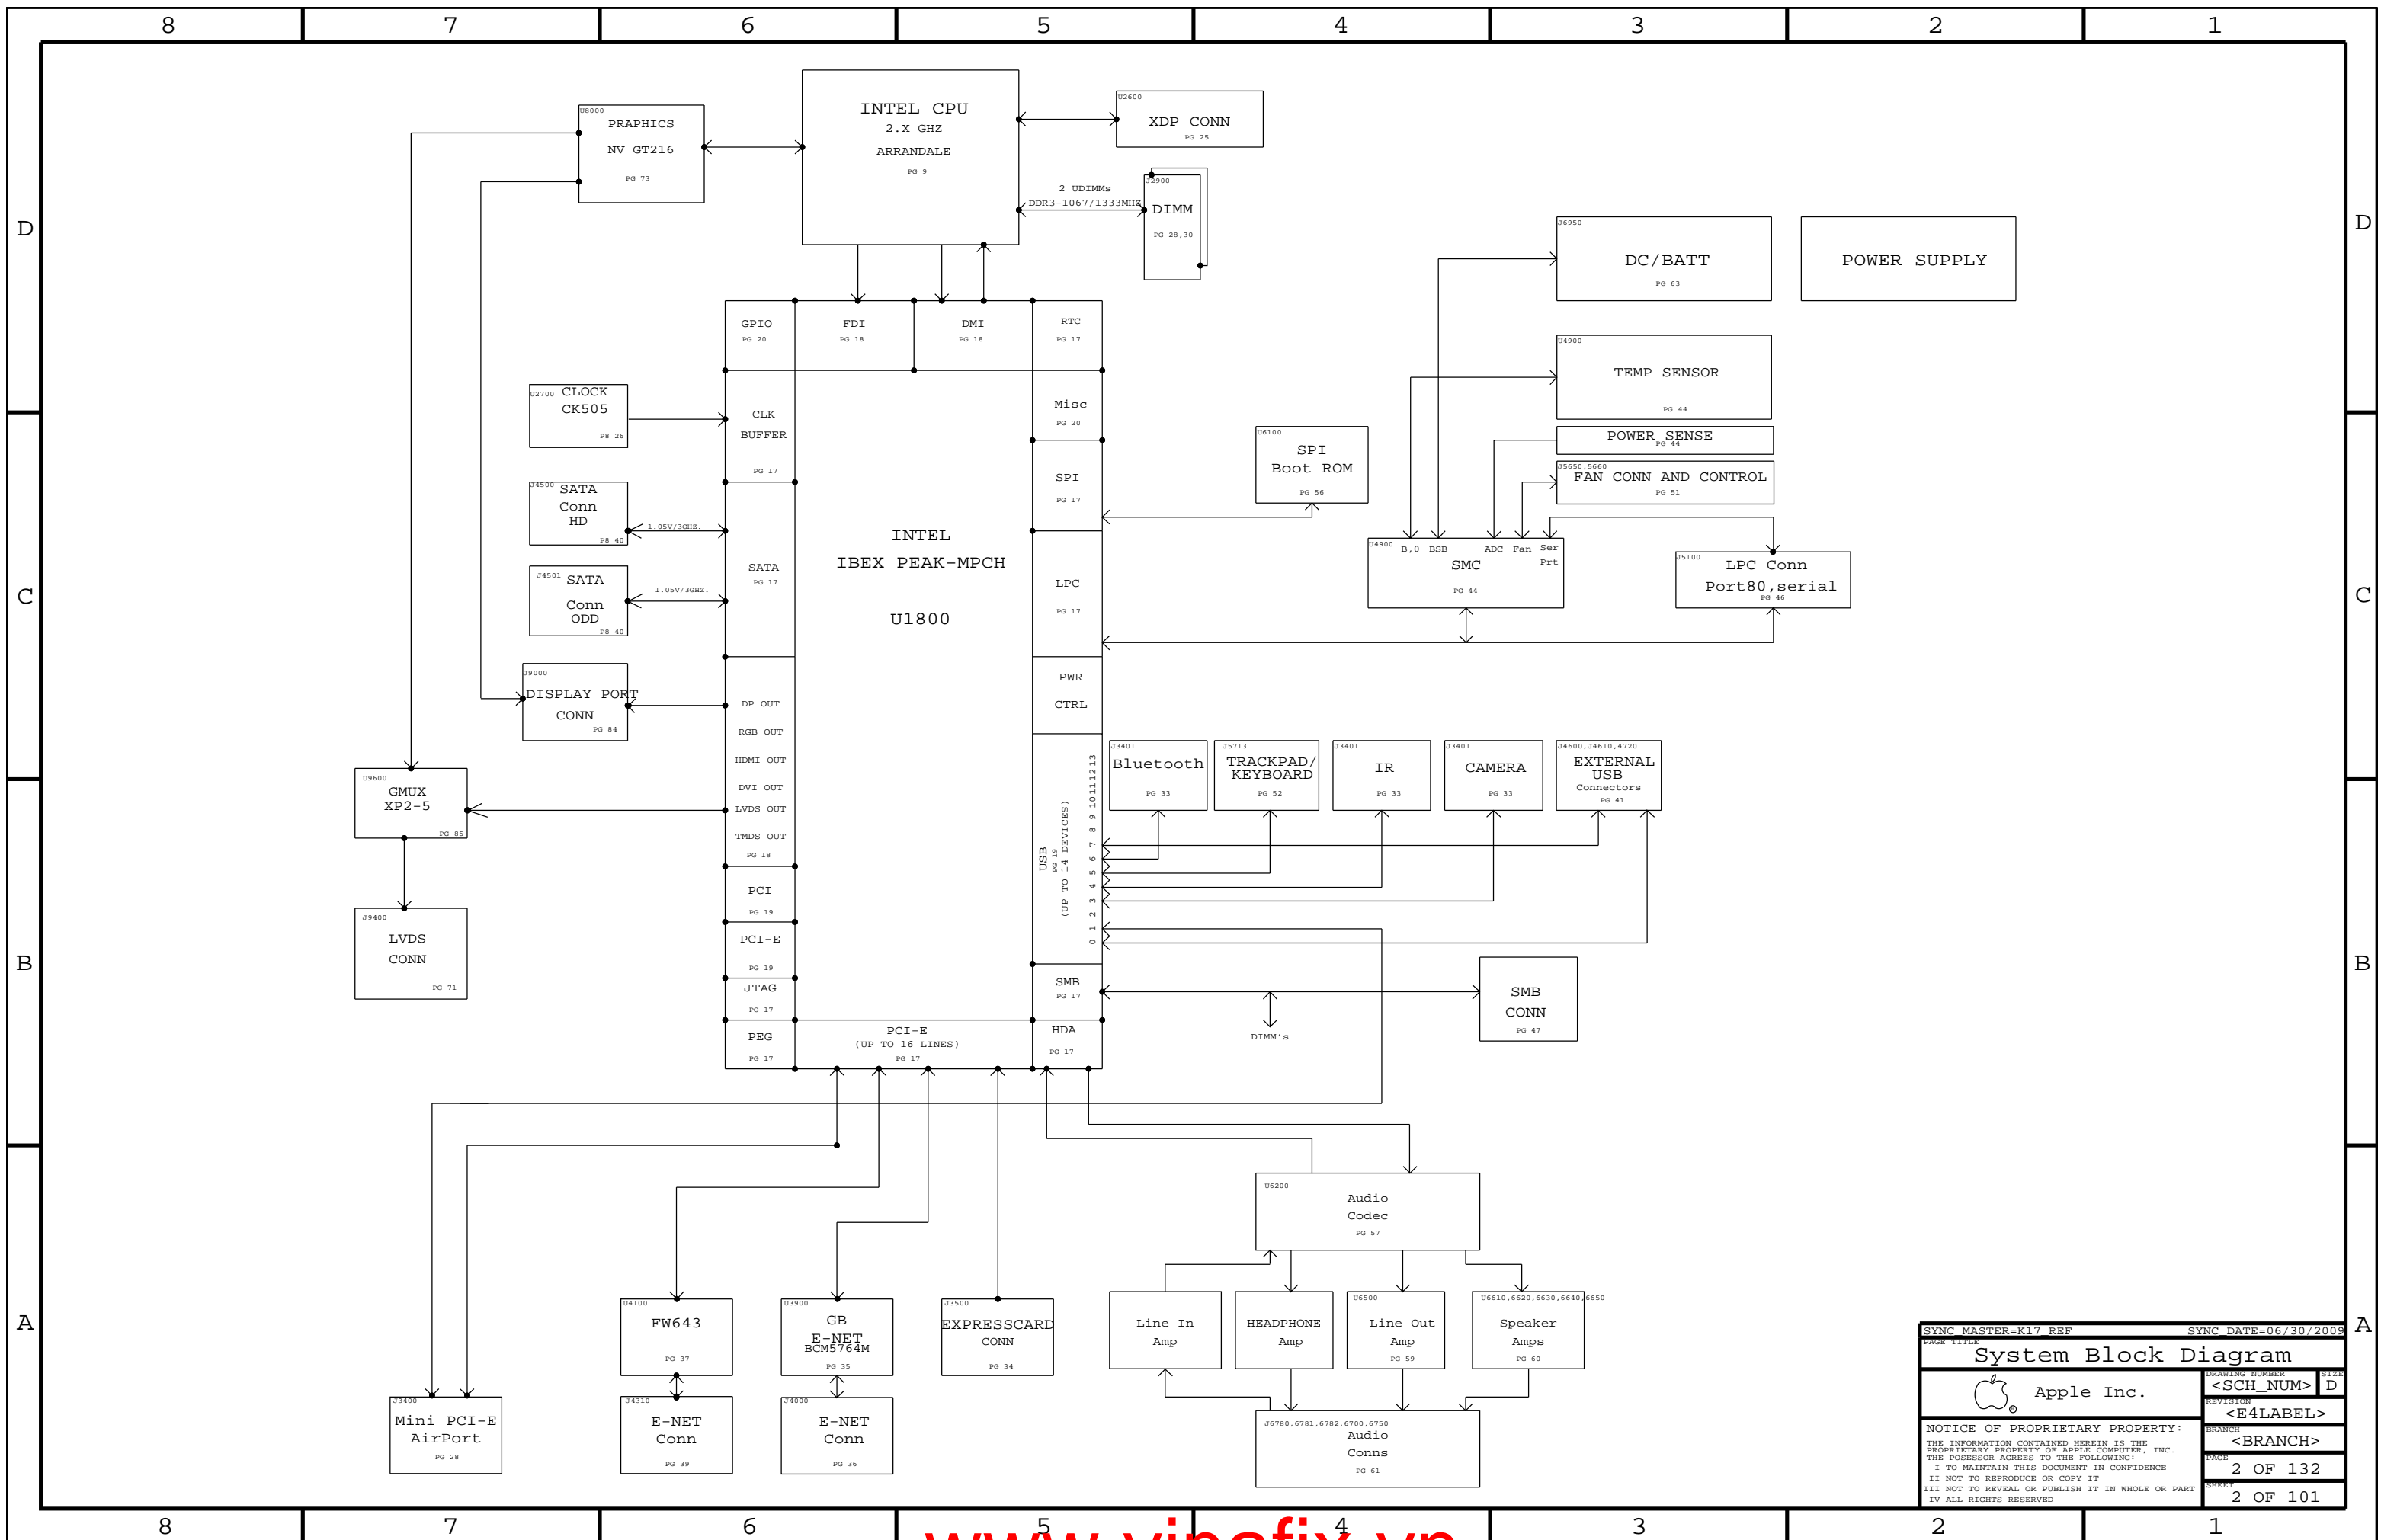 8 7 6 5 4 3 2 1
D
C
B
A
D
C
B
A
U8000
PRAPHICS
NV GT216
PG 73
INTEL CPU
2.X GHZ
ARRANDALE
PG 9
U2600
XDP CONN
PG 25
2 UDIMMs
DDR3-1067/1333MHZ
J2900
DIMM
PG 28,30
J6950
DC/BATT
PG 63
POWER SUPPLY
U4900
TEMP SENSOR
PG 44
POWER SENSE
PG 44
J5650,5660
FAN CONN AND CONTROL
PG 51
GPIO
PG 20
FDI
PG 18
DMI
PG 18
RTC
PG 17
U2700 CLOCK
CK505
P8 26
CLK
BUFFER
PG 17
Misc
PG 20
U6100
SPI
Boot ROM
PG 56
SPI
PG 17
J4500 SATA
Conn
HD
P8 40
1.05V/3GHZ.
INTEL
IBEX PEAK-MPCH
U1800
U4900 B,0 BSB ADC Fan Ser
Prt
SMC
PG 44
J5100
LPC Conn
Port80,serial
PG 46
J4501 SATA
Conn
ODD
P8 40
1.05V/3GHZ.
SATA
PG 17
LPC
PG 17
J9000
DISPLAY PORT
CONN
PG 84
PWR
CTRL
DP OUT
RGB OUT
HDMI OUT
DVI OUT
LVDS OUT
TMDS OUT
PG 18
U9600
GMUX
XP2-5
PG 85
J9400
LVDS
CONN
PG 71
J3401
Bluetooth
PG 33
J5713
TRACKPAD/
KEYBOARD
PG 52
J3401
IR
PG 33
J3401
CAMERA
PG 33
J4600,J4610,4720
EXTERNAL
USB
Connectors
PG 41
USB
PG 19
(UP TO 14 DEVICES)
0 1 2 3 4 5 6 7 8 9 10111213
PCI
PG 19
PCI-E
PG 19
JTAG
PG 17
PEG
PG 17
PCI-E
(UP TO 16 LINES)
PG 17
SMB
PG 17
HDA
PG 17
DIMM's
SMB
CONN
PG 47
U6200
Audio
Codec
PG 57
U4100
FW643
PG 37
U3900
GB
E-NET
BCM5764M
PG 35
EXPRESSCARD
J3500
CONN
PG 34
Line In
Amp
HEADPHONE
Amp
U6500
Line Out
Amp
PG 59
U6610,6620,6630,6640,6650
Speaker
Amps
PG 60
J3400
Mini PCI-E
AirPort
PG 28
J4310
E-NET
Conn
PG 39
J4000
E-NET
Conn
PG 36
J6780,6781,6782,6700,6750
Audio
Conns
PG 61
SYNC_MASTER=K17_REF SYNC_DATE=06/30/2009
PAGE TITLE
System Block Diagram
Apple Inc.
DRAWING NUMBER
<SCH_NUM>
SIZE
D
REVISION
<E4LABEL>
BRANCH
<BRANCH>
PAGE
2 OF 132
SHEET
2 OF 101
NOTICE OF PROPRIETARY PROPERTY:
THE INFORMATION CONTAINED HEREIN IS THE
PROPRIETARY PROPERTY OF APPLE COMPUTER, INC.
THE POSESSOR AGREES TO THE FOLLOWING:
I TO MAINTAIN THIS DOCUMENT IN CONFIDENCE
II NOT TO REPRODUCE OR COPY IT
III NOT TO REVEAL OR PUBLISH IT IN WHOLE OR PART
IV ALL RIGHTS RESERVED
8 7 6 5 4 3 2 1
www.vinafix.vn